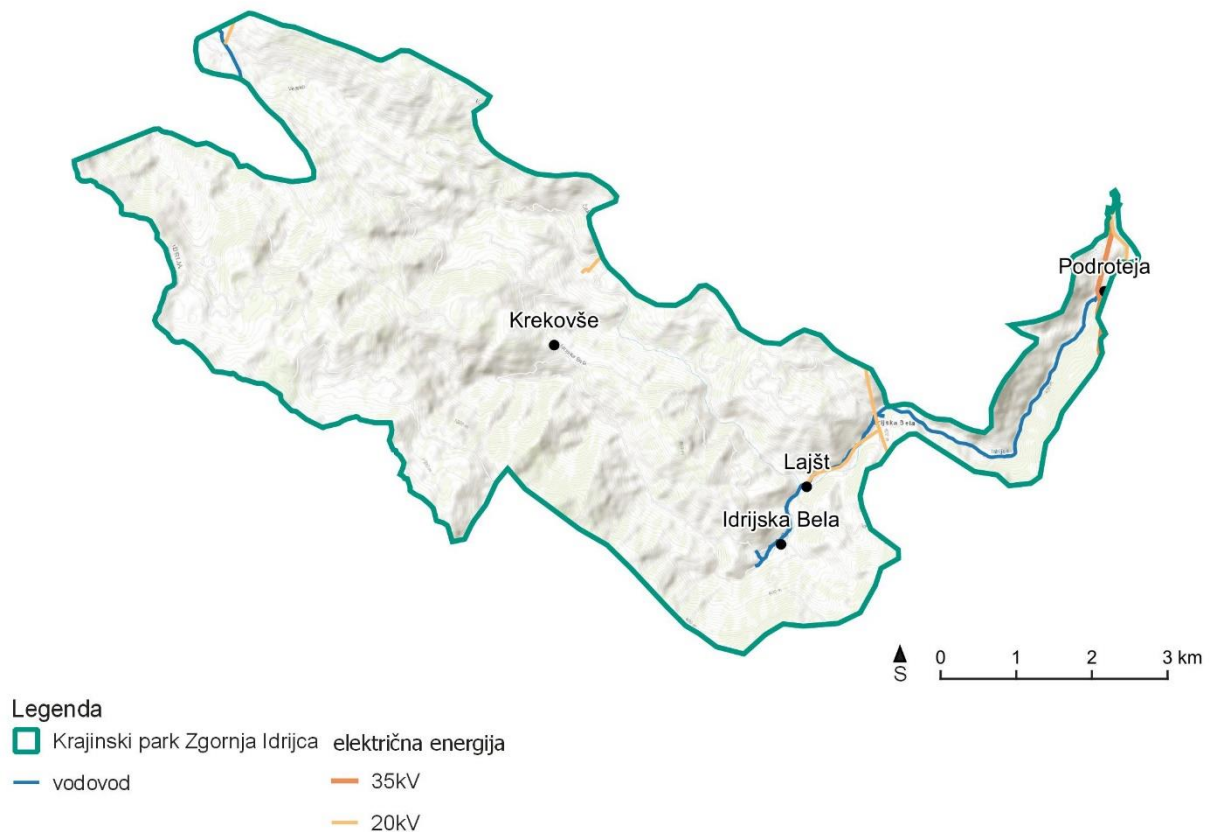 Podroteja
Krekovše
Lajšt
Idrijska Bela
S
0 1 2 3 km
Legenda
Krajinski park Zgornja Idrijca
električna energija
vodovod
35kV
20kV